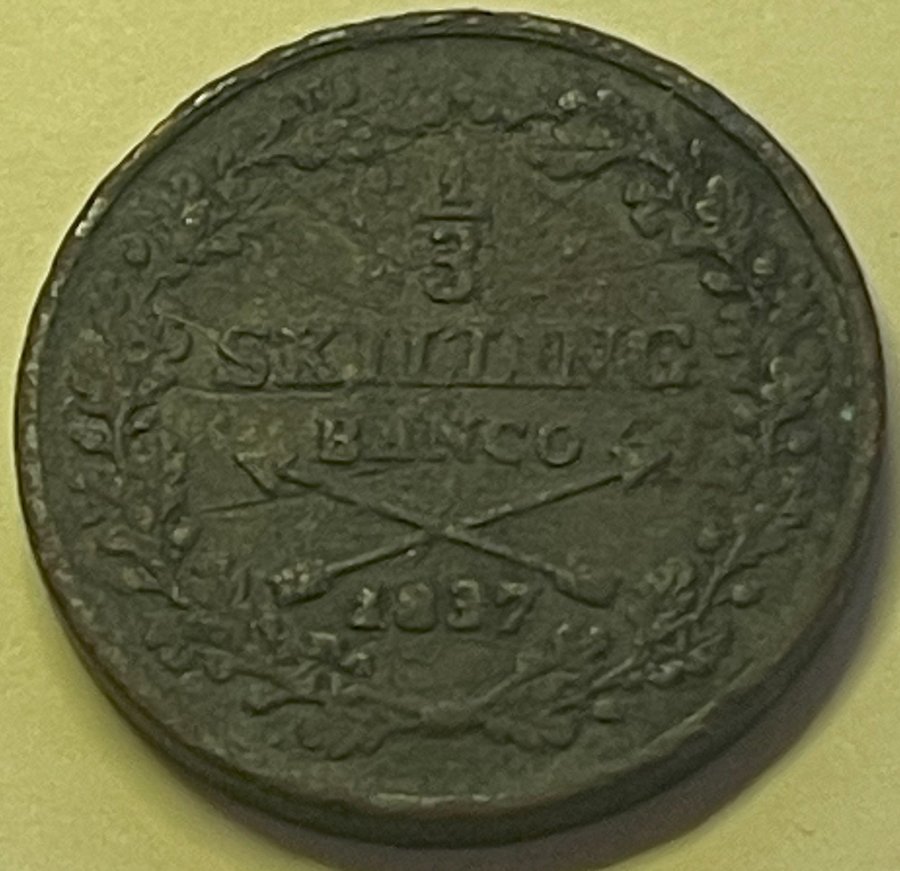 1/3
SKILLING
BANCO
1837